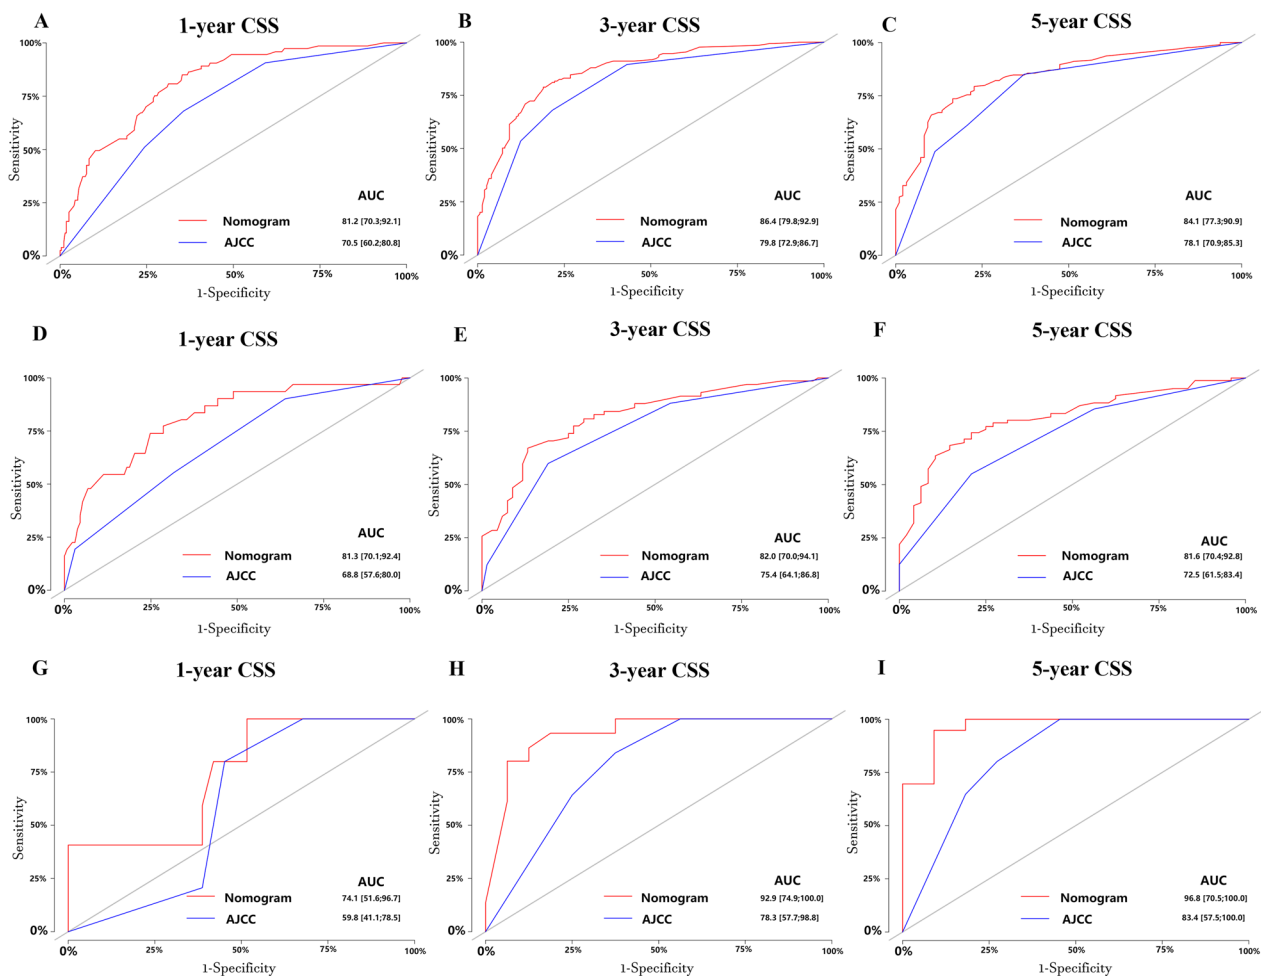 A
1-year CSS
100%
75%
50%
25%
0%
Sensitivity
AUC
Nomogram
81.2 [70.3;92.1]
AJCC
70.5 [60.2;80.8]
0%
25%
50%
75%
100%
1-Specificity
B
3-year CSS
100%
75%
50%
25%
0%
Sensitivity
AUC
Nomogram
86.4 [79.8;92.9]
AJCC
79.8 [72.9;86.7]
0%
25%
50%
75%
100%
1-Specificity
C
5-year CSS
100%
75%
50%
25%
0%
Sensitivity
AUC
Nomogram
84.1 [77.3;90.9]
AJCC
78.1 [70.9;85.3]
0%
25%
50%
75%
100%
1-Specificity
D
1-year CSS
100%
75%
50%
25%
0%
Sensitivity
AUC
Nomogram
81.3 [70.1;92.4]
AJCC
68.8 [57.6;80.0]
0%
25%
50%
75%
100%
1-Specificity
E
3-year CSS
100%
75%
50%
25%
0%
Sensitivity
AUC
Nomogram
82.0 [70.0;94.1]
AJCC
75.4 [64.1;86.8]
0%
25%
50%
75%
100%
1-Specificity
F
5-year CSS
100%
75%
50%
25%
0%
Sensitivity
AUC
Nomogram
81.6 [70.4;92.8]
AJCC
72.5 [61.5;83.4]
0%
25%
50%
75%
100%
1-Specificity
G
1-year CSS
100%
75%
50%
25%
0%
Sensitivity
AUC
Nomogram
74.1 [51.6;96.7]
AJCC
59.8 [41.1;78.5]
0%
25%
50%
75%
100%
1-Specificity
H
3-year CSS
100%
75%
50%
25%
0%
Sensitivity
AUC
Nomogram
92.9 [74.9;100.0]
AJCC
78.3 [57.7;98.8]
0%
25%
50%
75%
100%
1-Specificity
I
5-year CSS
100%
75%
50%
25%
0%
Sensitivity
AUC
Nomogram
96.8 [70.5;100.0]
AJCC
83.4 [57.5;100.0]
0%
25%
50%
75%
100%
1-Specificity